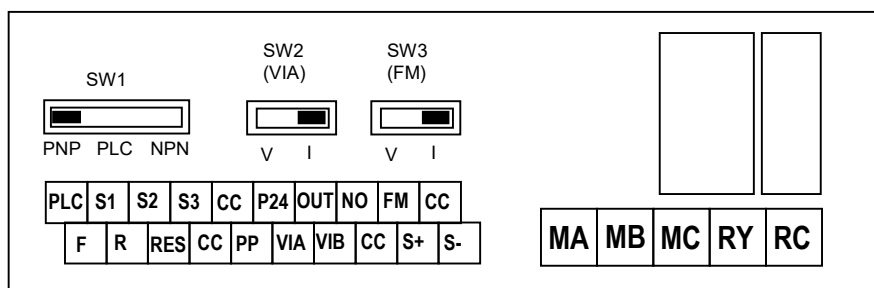 SW1
SW2
(VIA)
SW3
(FM)
PNP PLC NPN
V I
V I
PLC S1 S2 S3 CC P24 OUT NO FM CC
F R RES CC PP VIA VIB CC S+ S-
MA MB MC RY RC